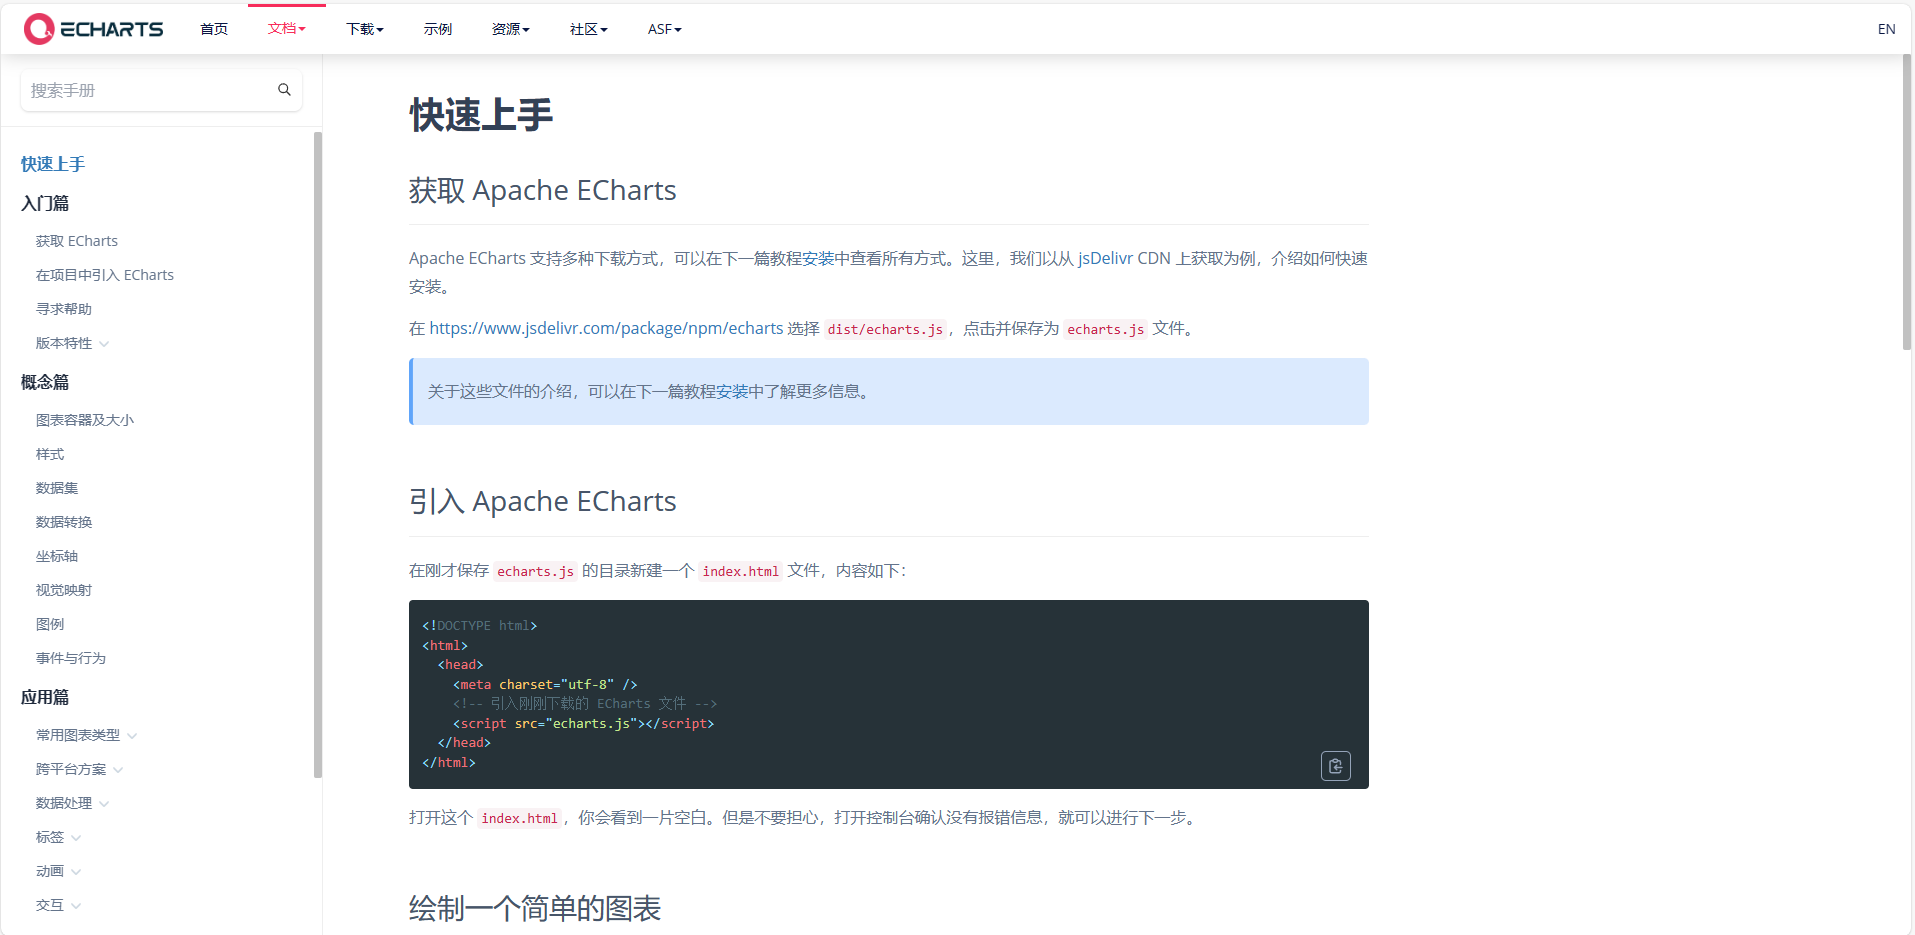 ECHARTS
首页
文档
下载
示例
资源
社区
ASF
EN
搜索手册
快速上手
入门篇
获取 ECharts
在项目中引入 ECharts
寻求帮助
版本特性
概念篇
图表容器及大小
样式
数据集
数据转换
坐标轴
视觉映射
图例
事件与行为
应用篇
常用图表类型
跨平台方案
数据处理
标签
动画
交互
快速上手
获取 Apache ECharts
Apache ECharts 支持多种下载方式，可以在下一篇教程安装中查看所有方式。这里，我们以从 jsDelivr CDN 上获取为例，介绍如何快速
安装。
在 https://www.jsdelivr.com/package/npm/echarts 选择 dist/echarts.js，点击并保存为 echarts.js 文件。
关于这些文件的介绍，可以在下一篇教程安装中了解更多信息。
引入 Apache ECharts
在刚才保存 echarts.js 的目录新建一个 index.html 文件，内容如下：
<!DOCTYPE html>
<html>
  <head>
    <meta charset="utf-8" />
    <!-- 引入刚刚下载的 ECharts 文件 -->
    <script src="echarts.js"></script>
  </head>
</html>
打开这个 index.html，你会看到一片空白。但是不要担心，打开控制台确认没有报错信息，就可以进行下一步。
绘制一个简单的图表